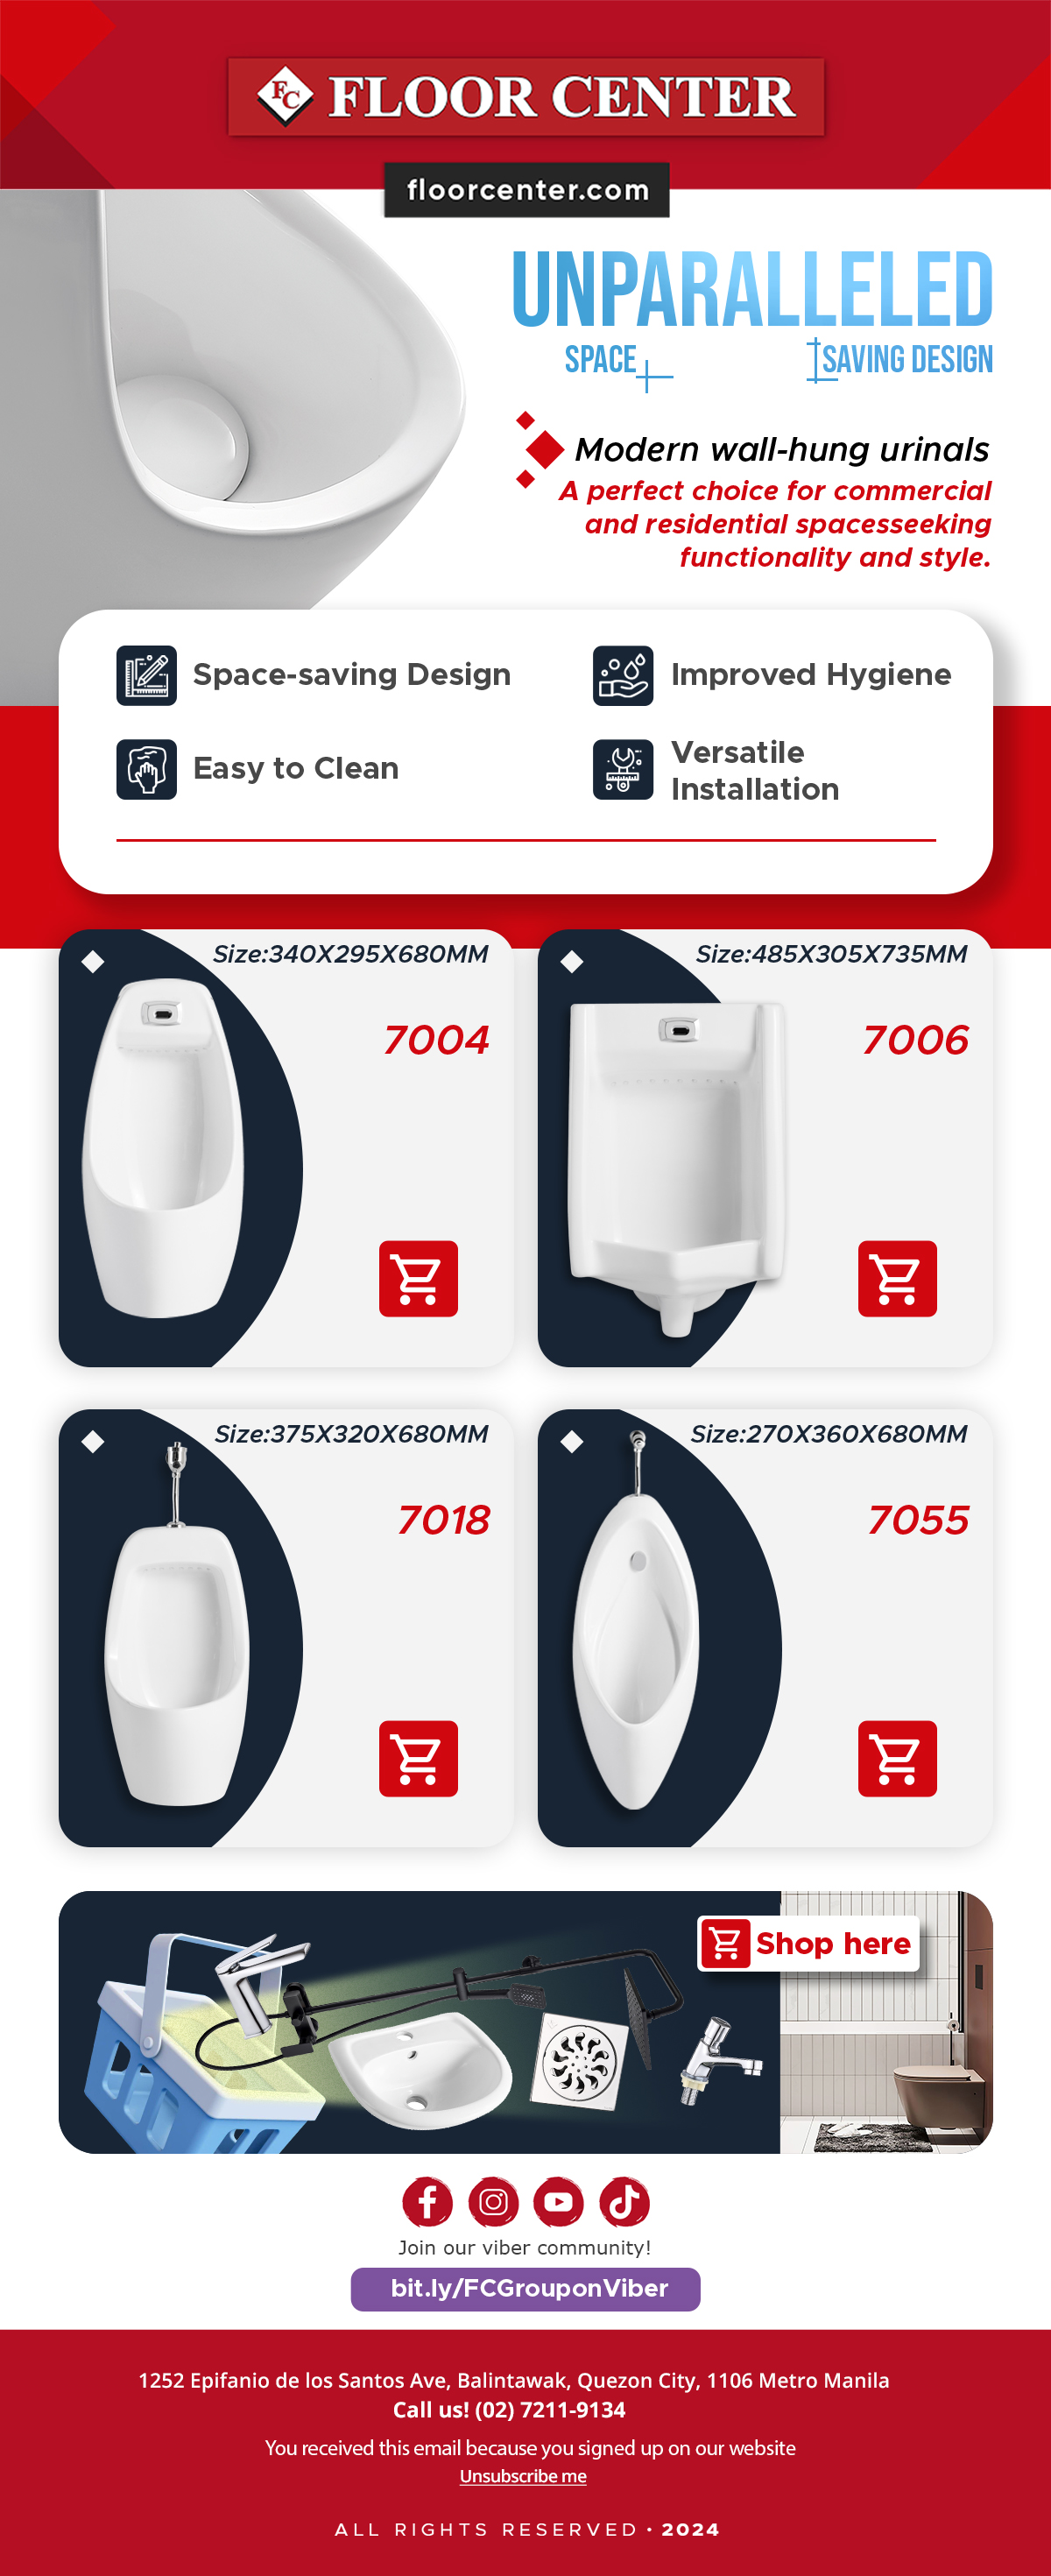 FC FLOOR CENTER
floorcenter.com
UNPARALLELED
SPACE SAVING DESIGN
Modern wall-hung urinals
A perfect choice for commercial
and residential spacesseeking
functionality and style.
Space-saving Design
Improved Hygiene
Easy to Clean
Versatile
Installation
Size:340X295X680MM
7004
Size:485X305X735MM
7006
Size:375X320X680MM
7018
Size:270X360X680MM
7055
Shop here
Join our viber community!
bit.ly/FCGrouponViber
1252 Epifanio de los Santos Ave, Balintawak, Quezon City, 1106 Metro Manila
Call us! (02) 7211-9134
You received this email because you signed up on our website
Unsubscribe me
ALL RIGHTS RESERVED • 2024